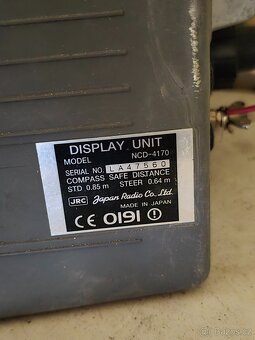 DISPLAY UNIT
MODEL NCD-4170
SERIAL NO. LA47560
COMPASS SAFE DISTANCE
STD 0.85 m STEER 0.64 m
JRC Japan Radio Co., Ltd.
MADE IN JAPAN
CE 0191